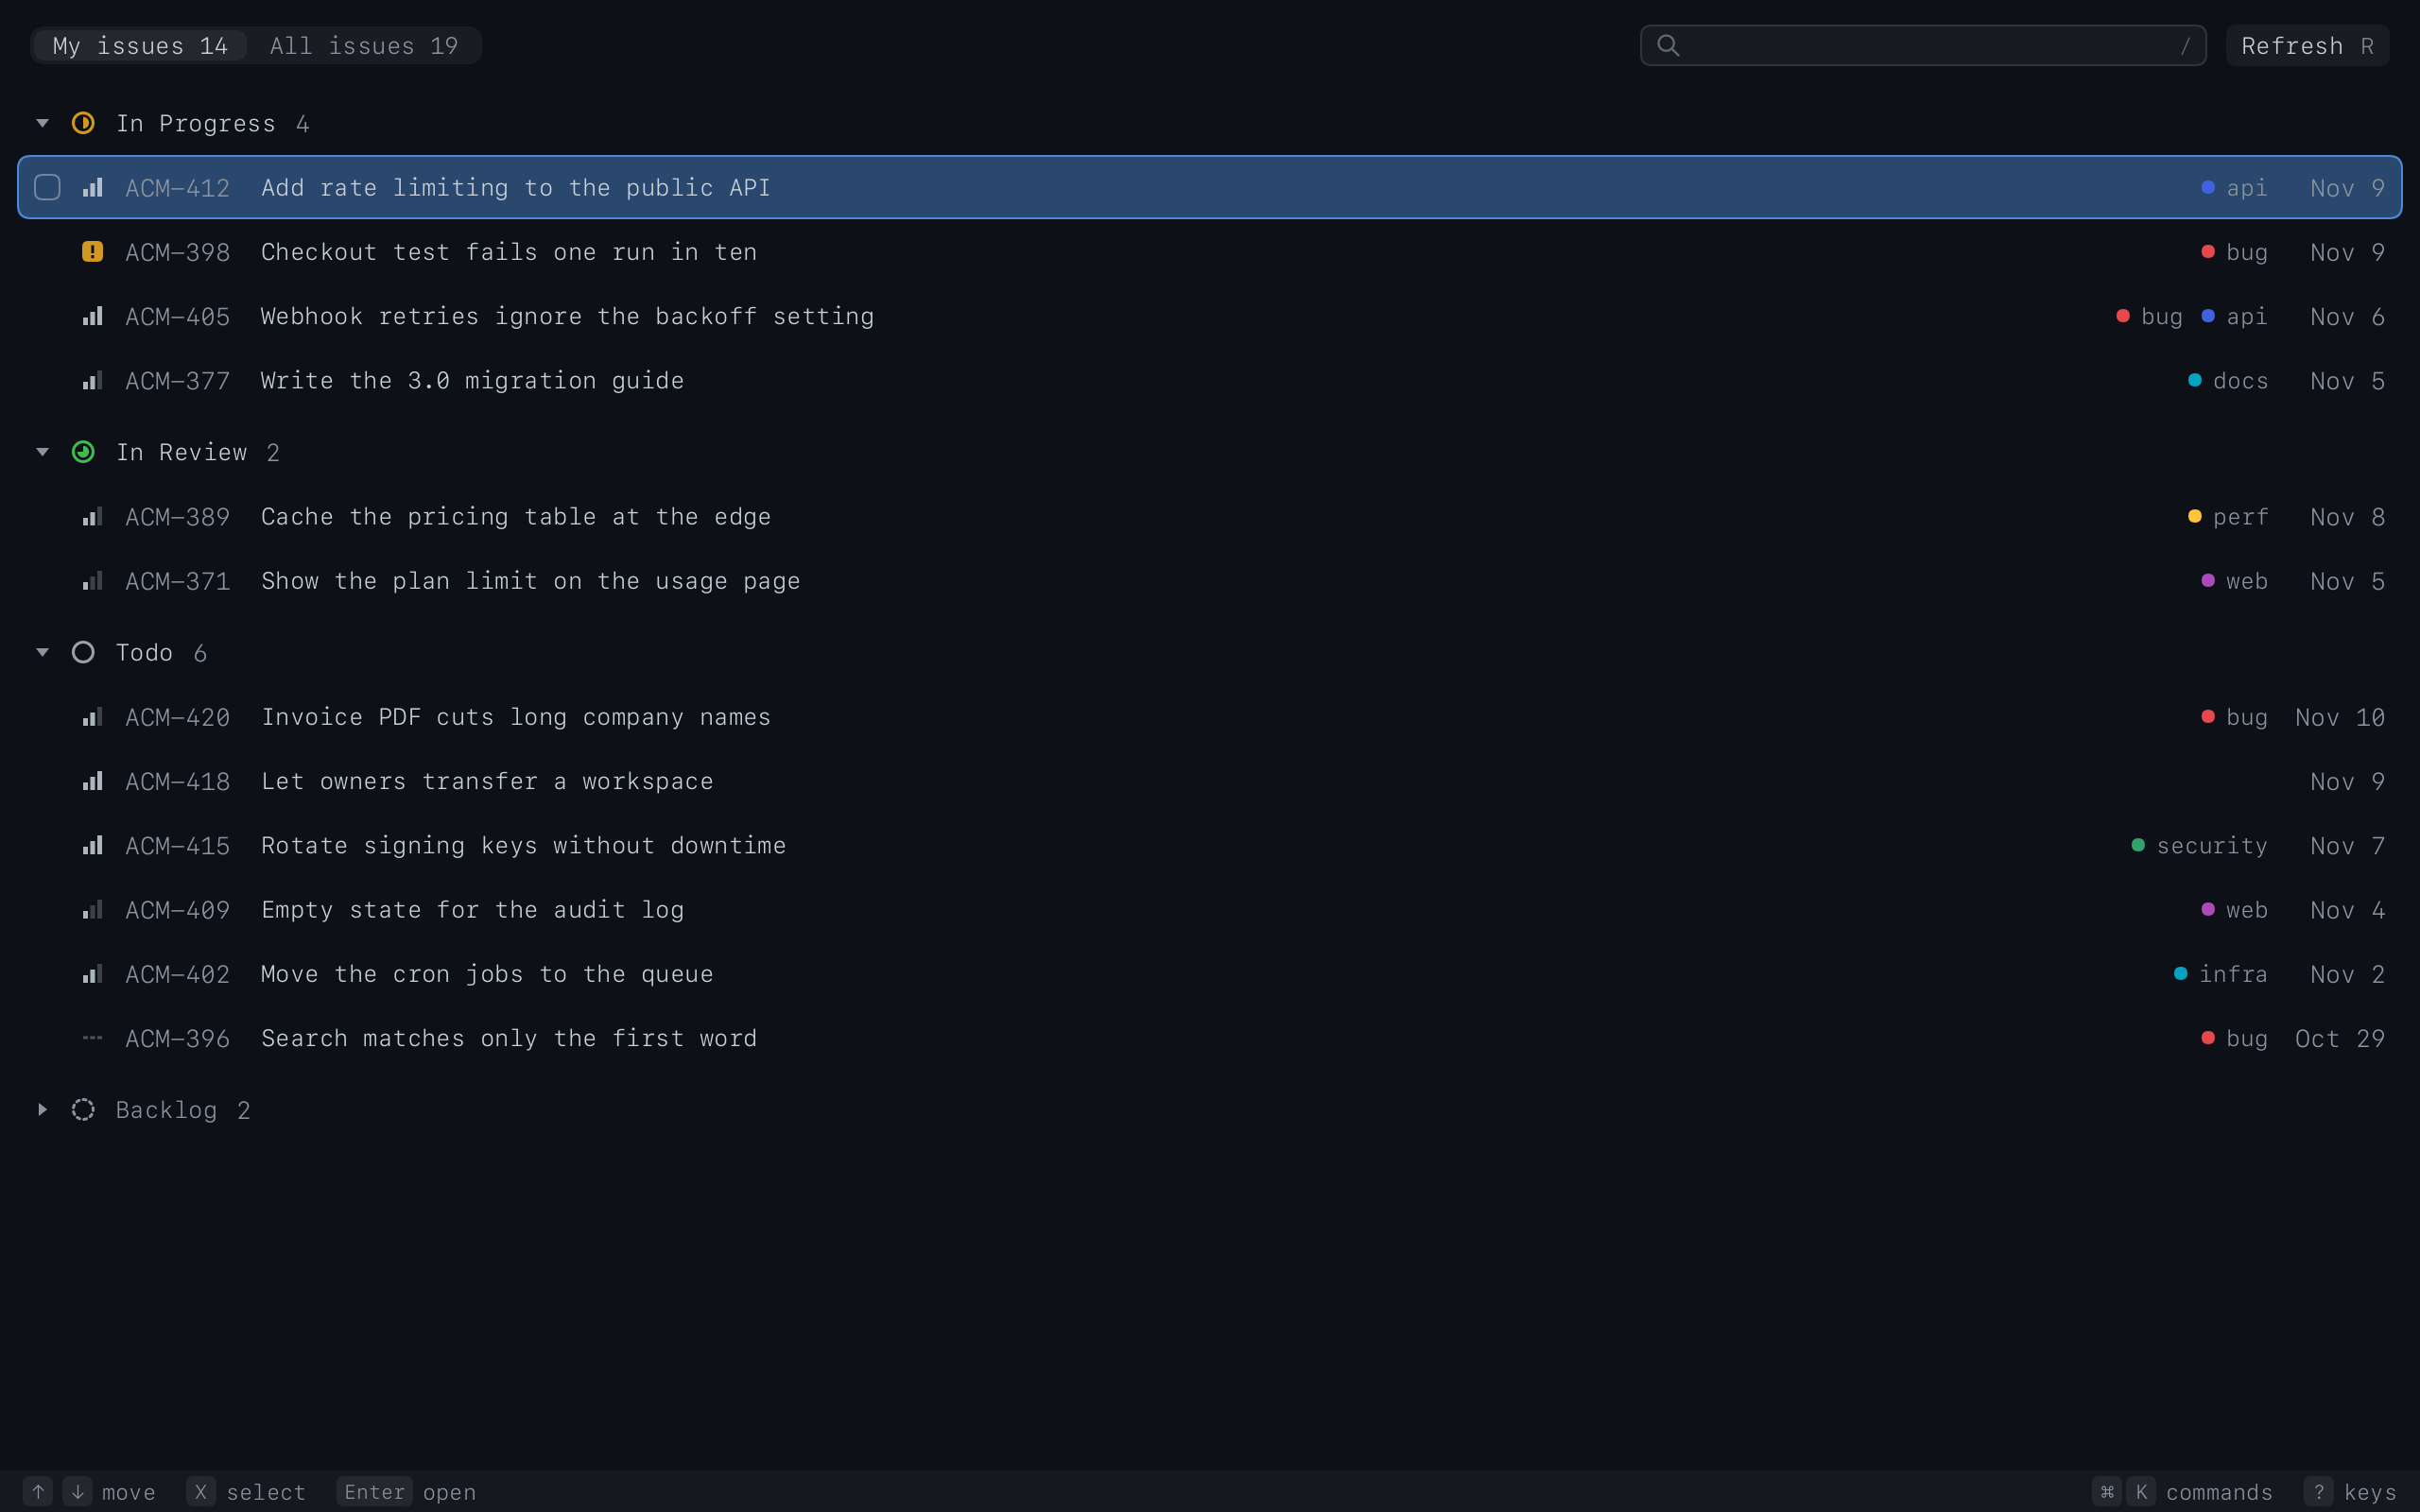 My issues 14 All issues 19 / Refresh R
In Progress 4
ACM-412 Add rate limiting to the public API api Nov 9
ACM-398 Checkout test fails one run in ten bug Nov 9
ACM-405 Webhook retries ignore the backoff setting bug api Nov 6
ACM-377 Write the 3.0 migration guide docs Nov 5
In Review 2
ACM-389 Cache the pricing table at the edge perf Nov 8
ACM-371 Show the plan limit on the usage page web Nov 5
Todo 6
ACM-420 Invoice PDF cuts long company names bug Nov 10
ACM-418 Let owners transfer a workspace Nov 9
ACM-415 Rotate signing keys without downtime security Nov 7
ACM-409 Empty state for the audit log web Nov 4
ACM-402 Move the cron jobs to the queue infra Nov 2
ACM-396 Search matches only the first word bug Oct 29
Backlog 2
↑ ↓ move X select Enter open ⌘ K commands ? keys